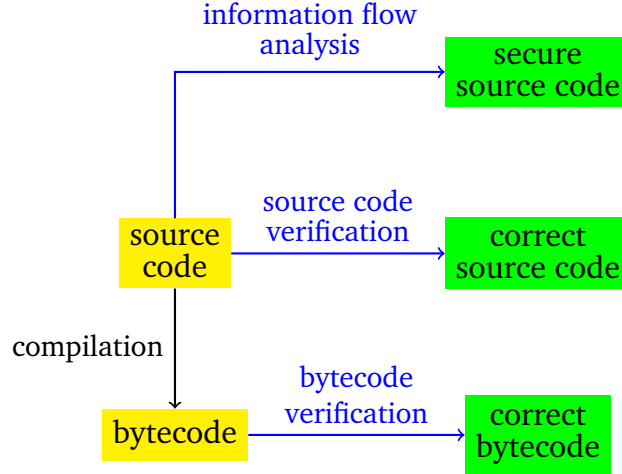 information flow
analysis
secure
source code
source code
verification
source
code
correct
source code
compilation
bytecode
verification
bytecode
correct
bytecode